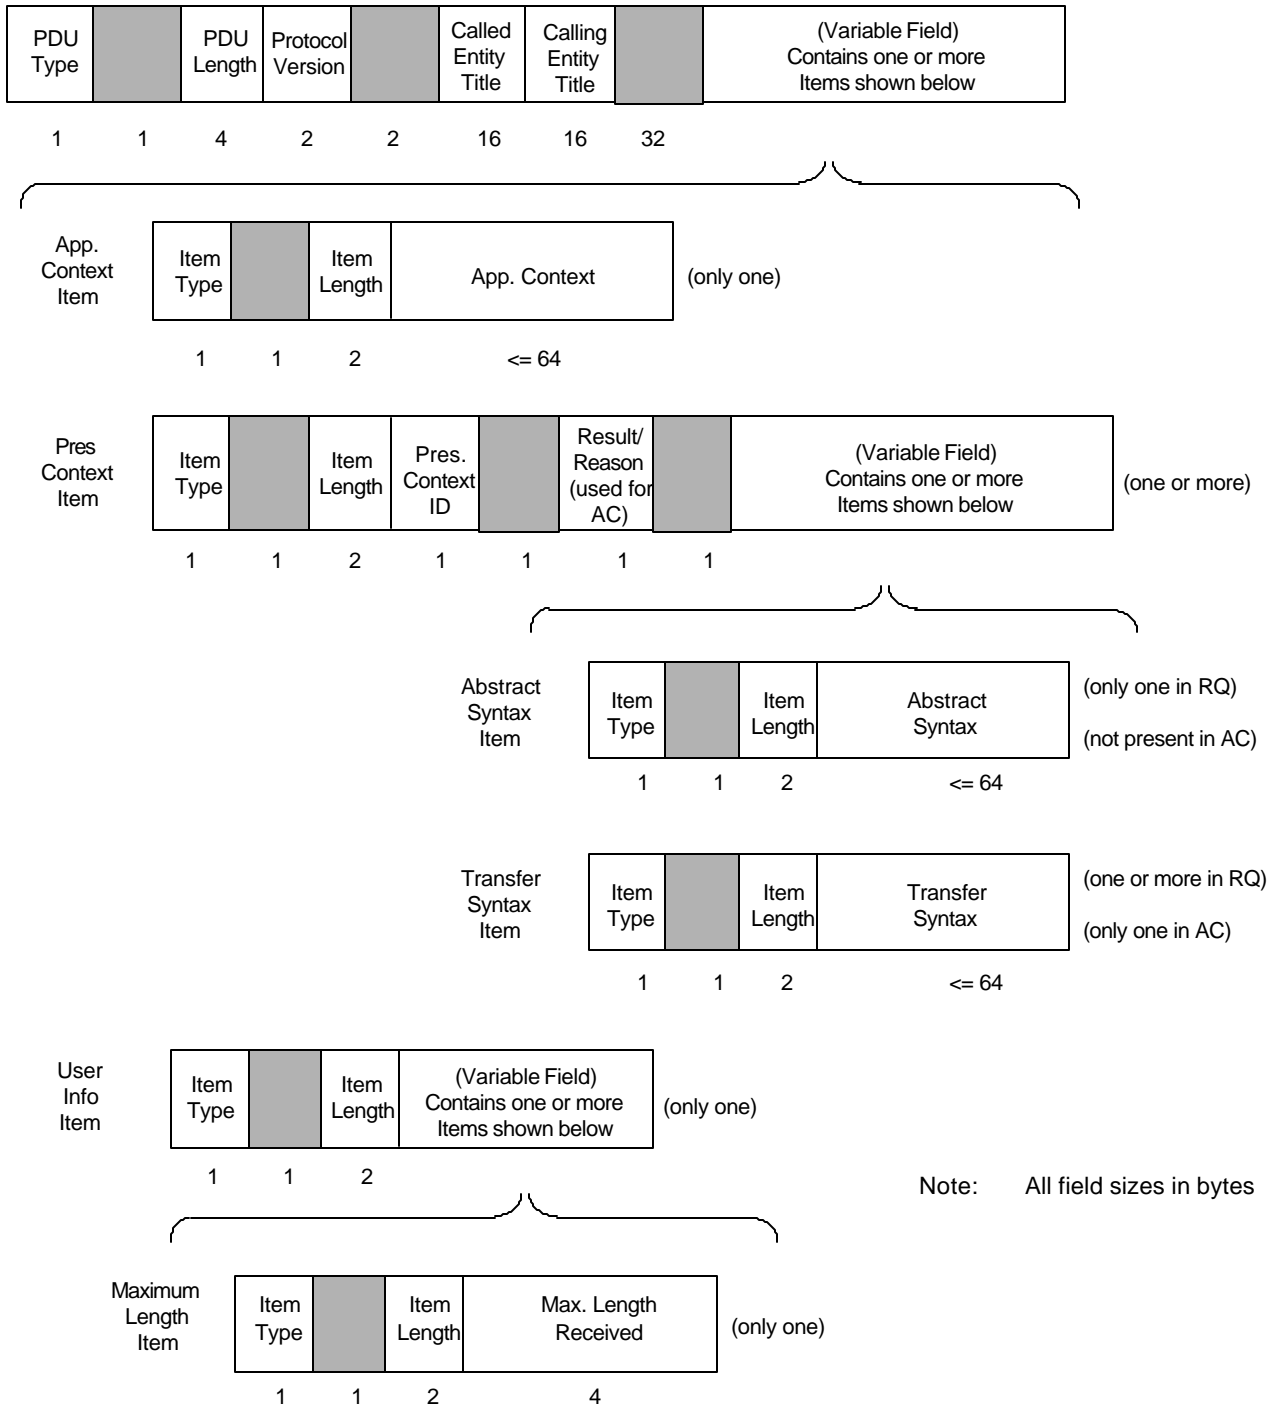 PDU Type
PDU Length
Protocol Version
Called Entity Title
Calling Entity Title
(Variable Field)
Contains one or more
Items shown below
1 1 4 2 2 16 16 32
App.
Context
Item
Item Type
Item Length
App. Context
(only one)
1 1 2 <= 64
Pres
Context
Item
Item Type
Item Length
Pres. Context ID
Result/
Reason
(used for
AC)
(Variable Field)
Contains one or more
Items shown below
(one or more)
1 1 2 1 1 1 1
Abstract
Syntax
Item
Item Type
Item Length
Abstract Syntax
(only one in RQ)
(not present in AC)
1 1 2 <= 64
Transfer
Syntax
Item
Item Type
Item Length
Transfer Syntax
(one or more in RQ)
(only one in AC)
1 1 2 <= 64
User
Info
Item
Item Type
Item Length
(Variable Field)
Contains one or more
Items shown below
(only one)
1 1 2
Note: All field sizes in bytes
Maximum
Length
Item
Item Type
Item Length
Max. Length Received
(only one)
1 1 2 4